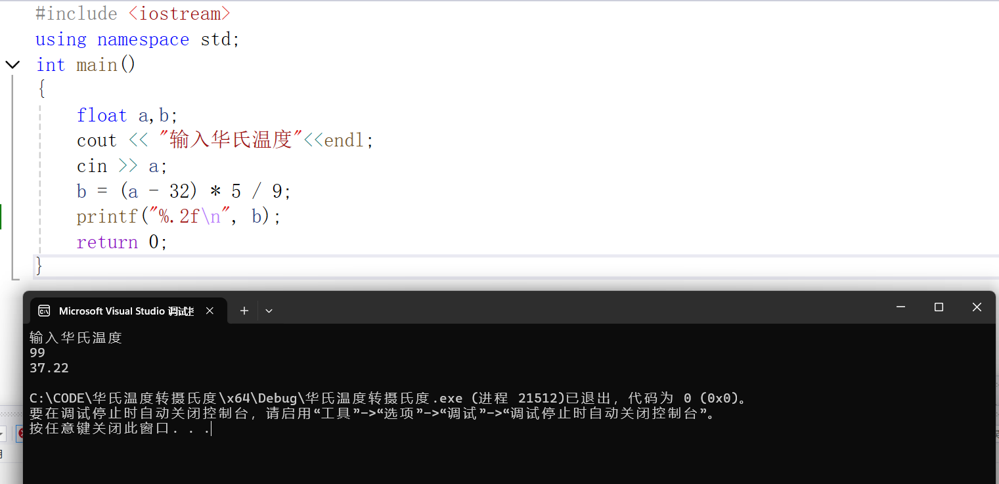 #include <iostream>
using namespace std;
int main()
{
float a,b;
cout << "输入华氏温度"<<endl;
cin >> a;
b = (a - 32) * 5 / 9;
printf("%.2f\n", b);
return 0;
}
Microsoft Visual Studio 调试
输入华氏温度
99
37.22
C:\CODE\华氏温度转摄氏度\x64\Debug\华氏温度转摄氏度.exe (进程 21512)已退出，代码为 0 (0x0)。
要在调试停止时自动关闭控制台，请启用“工具”->“选项”->“调试”->“调试停止时自动关闭控制台”。
按任意键关闭此窗口. . .